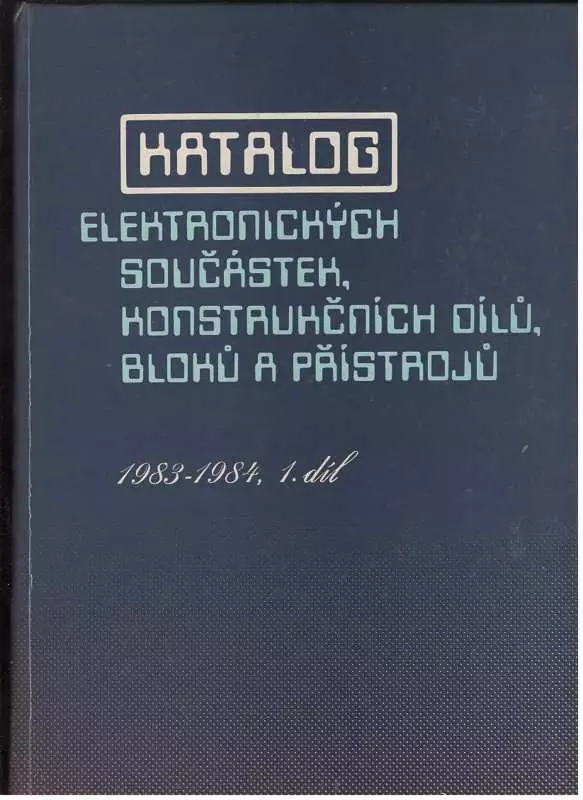 KATALOG
ELEKTRONICKÝCH
SOUČÁSTEK,
KONSTRUKČNÍCH DÍLŮ,
BLOKŮ A PŘÍSTROJŮ
1983-1984, 1. díl